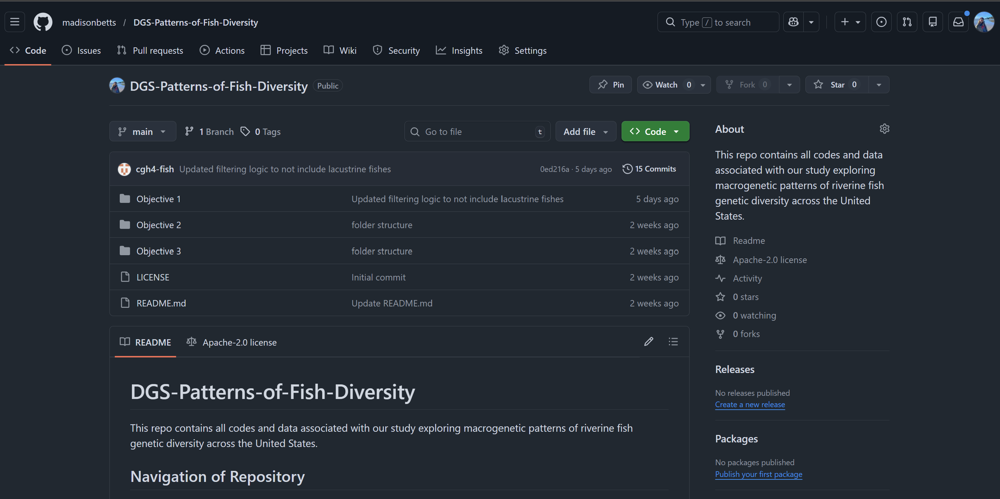 madisonbetts / DGS-Patterns-of-Fish-Diversity
Type / to search
Code Issues Pull requests Actions Projects Wiki Security Insights Settings
DGS-Patterns-of-Fish-Diversity Public
Pin Watch 0 Fork 0 Star 0
main 1 Branch 0 Tags
Go to file t Add file Code
cgh4-fish Updated filtering logic to not include lacustrine fishes 0ed216a · 5 days ago 15 Commits
Objective 1 Updated filtering logic to not include lacustrine fishes 5 days ago
Objective 2 folder structure 2 weeks ago
Objective 3 folder structure 2 weeks ago
LICENSE Initial commit 2 weeks ago
README.md Update README.md 2 weeks ago
README Apache-2.0 license
DGS-Patterns-of-Fish-Diversity
This repo contains all codes and data associated with our study exploring macrogenetic patterns of riverine fish
genetic diversity across the United States.
Navigation of Repository
About
This repo contains all codes and data
associated with our study exploring
macrogenetic patterns of riverine fish
genetic diversity across the United
States.
Readme
Apache-2.0 license
Activity
0 stars
0 watching
0 forks
Releases
No releases published
Create a new release
Packages
No packages published
Publish your first package